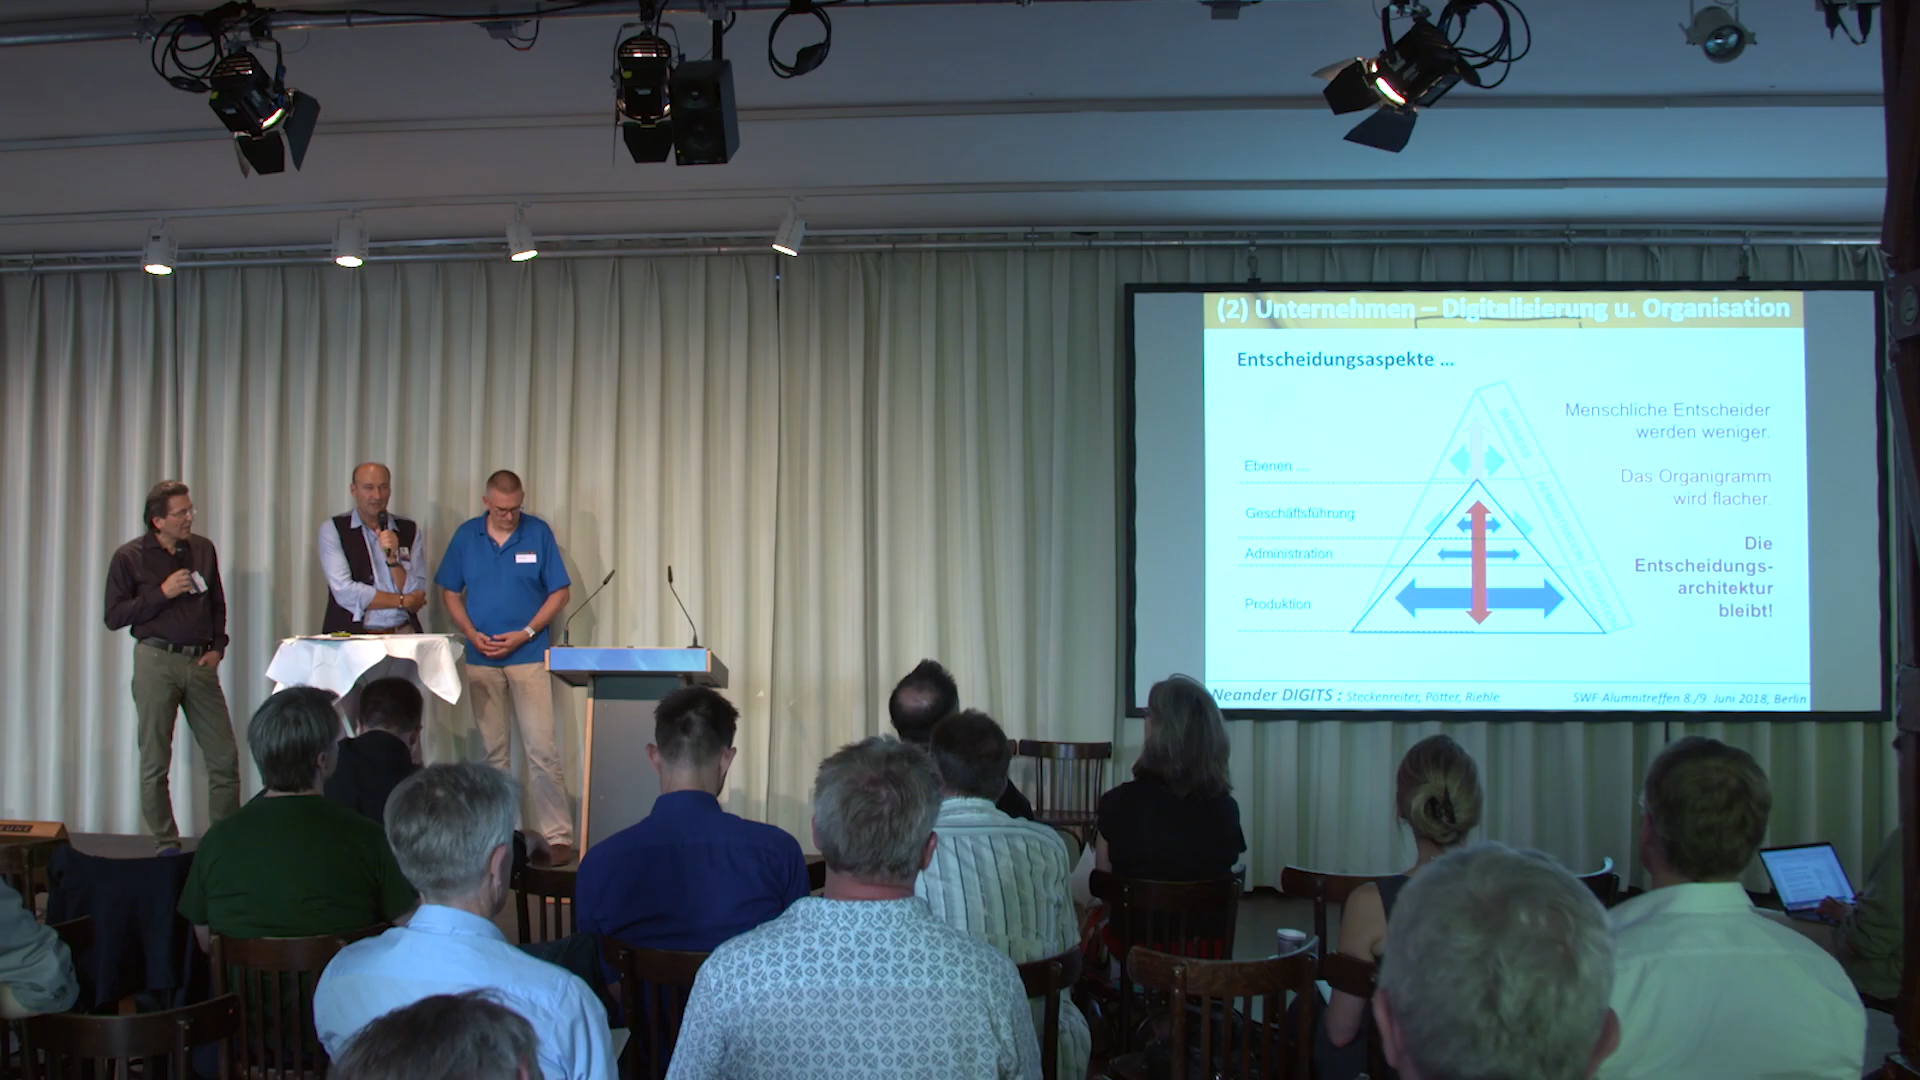 (2) Unternehmen – Digitalisierung u. Organisation
Entscheidungsaspekte ...
Menschliche Entscheider
werden weniger.
Das Organigramm
wird flacher.
Die
Entscheidungs-
architektur
bleibt!
Ebenen ....
Geschäftsführung
Administration
Produktion
Neander DIGITS : Steckenreiter, Pötter, Riehle
SWF-Alumnitreffen 8./9. Juni 2018, Berlin